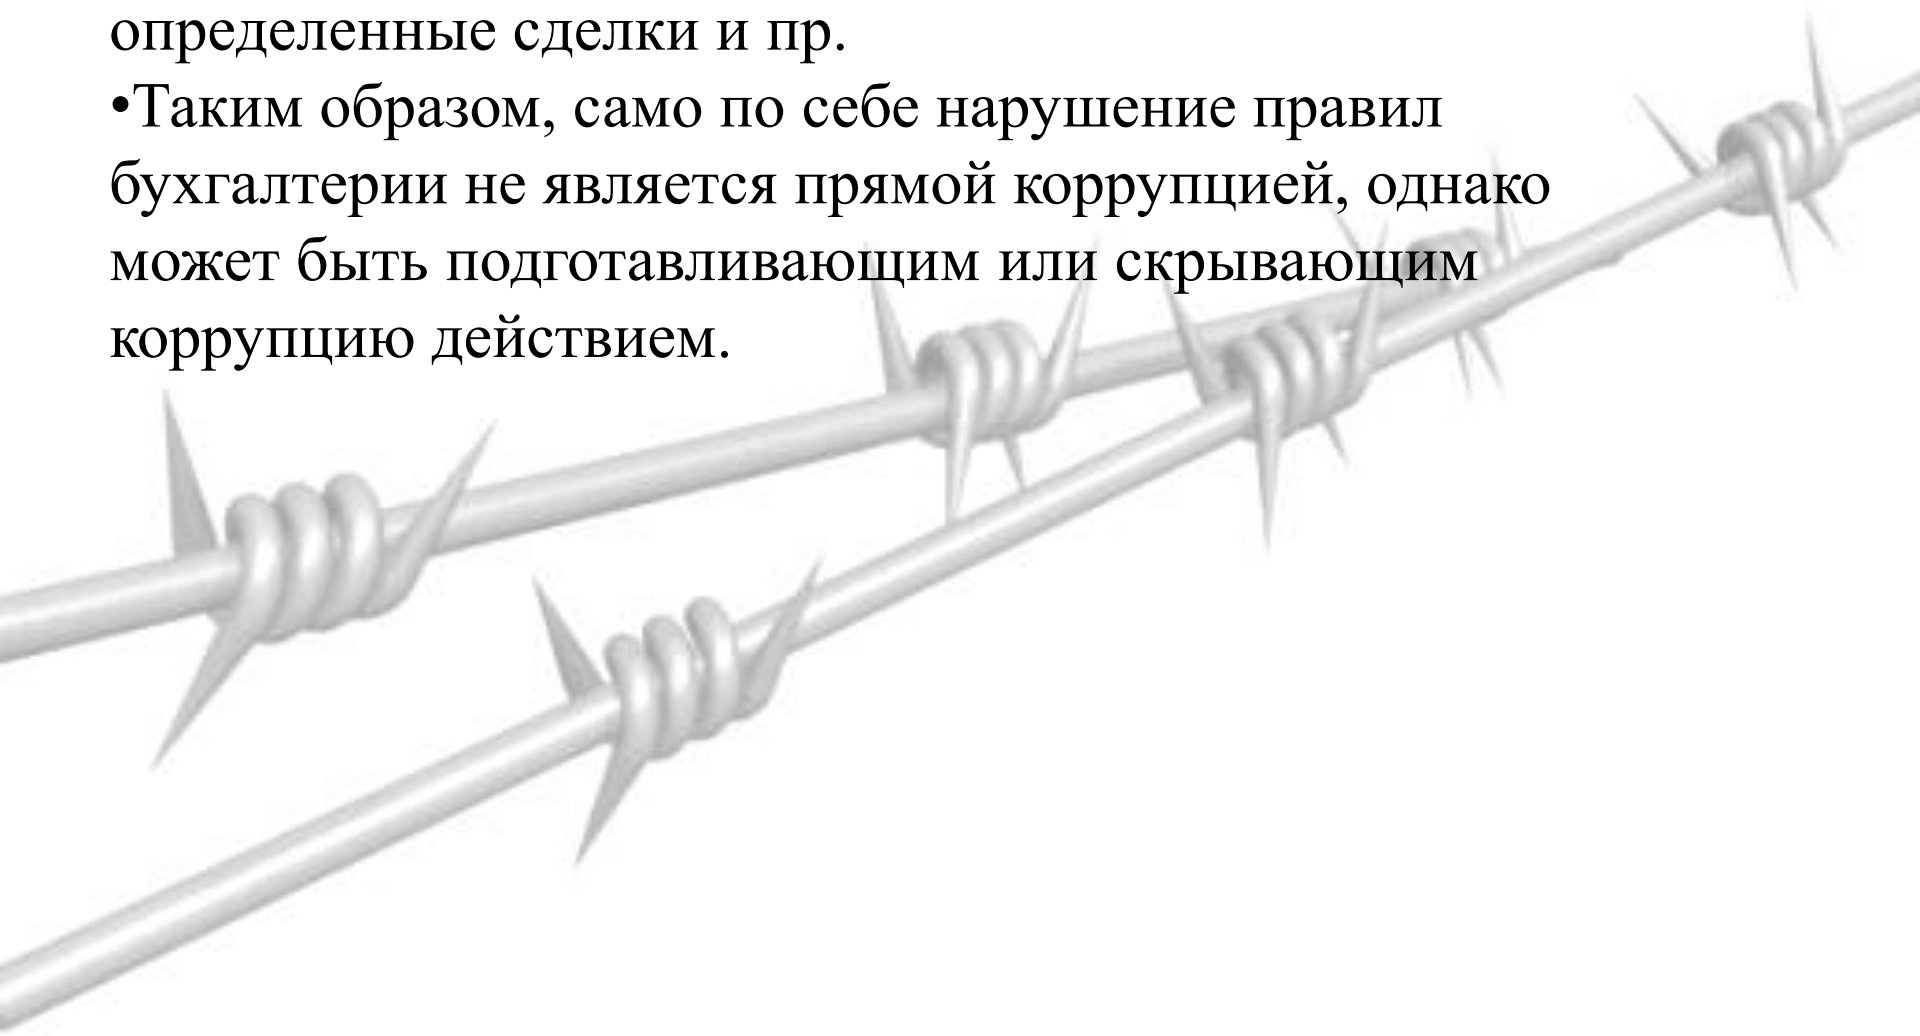 определенные сделки и пр.
•Таким образом, само по себе нарушение правил
бухгалтерии не является прямой коррупцией, однако
может быть подготавливающим или скрывающим
коррупцию действием.